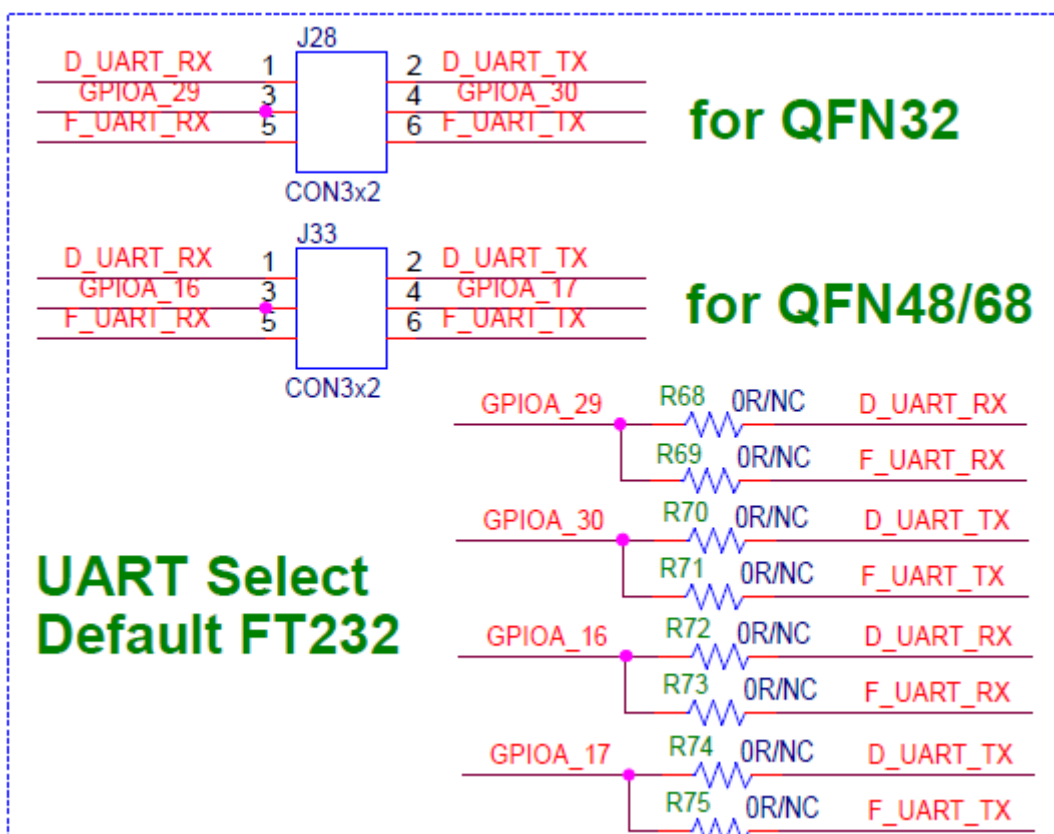 J28
D_UART_RX 1 2 D_UART_TX
GPIOA_29 3 4 GPIOA_30
F_UART_RX 5 6 F_UART_TX
CON3x2
for QFN32
J33
D_UART_RX 1 2 D_UART_TX
GPIOA_16 3 4 GPIOA_17
F_UART_RX 5 6 F_UART_TX
CON3x2
for QFN48/68
GPIOA_29 R68 0R/NC D_UART_RX
R69 0R/NC F_UART_RX
GPIOA_30 R70 0R/NC D_UART_TX
R71 0R/NC F_UART_TX
GPIOA_16 R72 0R/NC D_UART_RX
R73 0R/NC F_UART_RX
GPIOA_17 R74 0R/NC D_UART_TX
R75 0R/NC F_UART_TX
UART Select
Default FT232